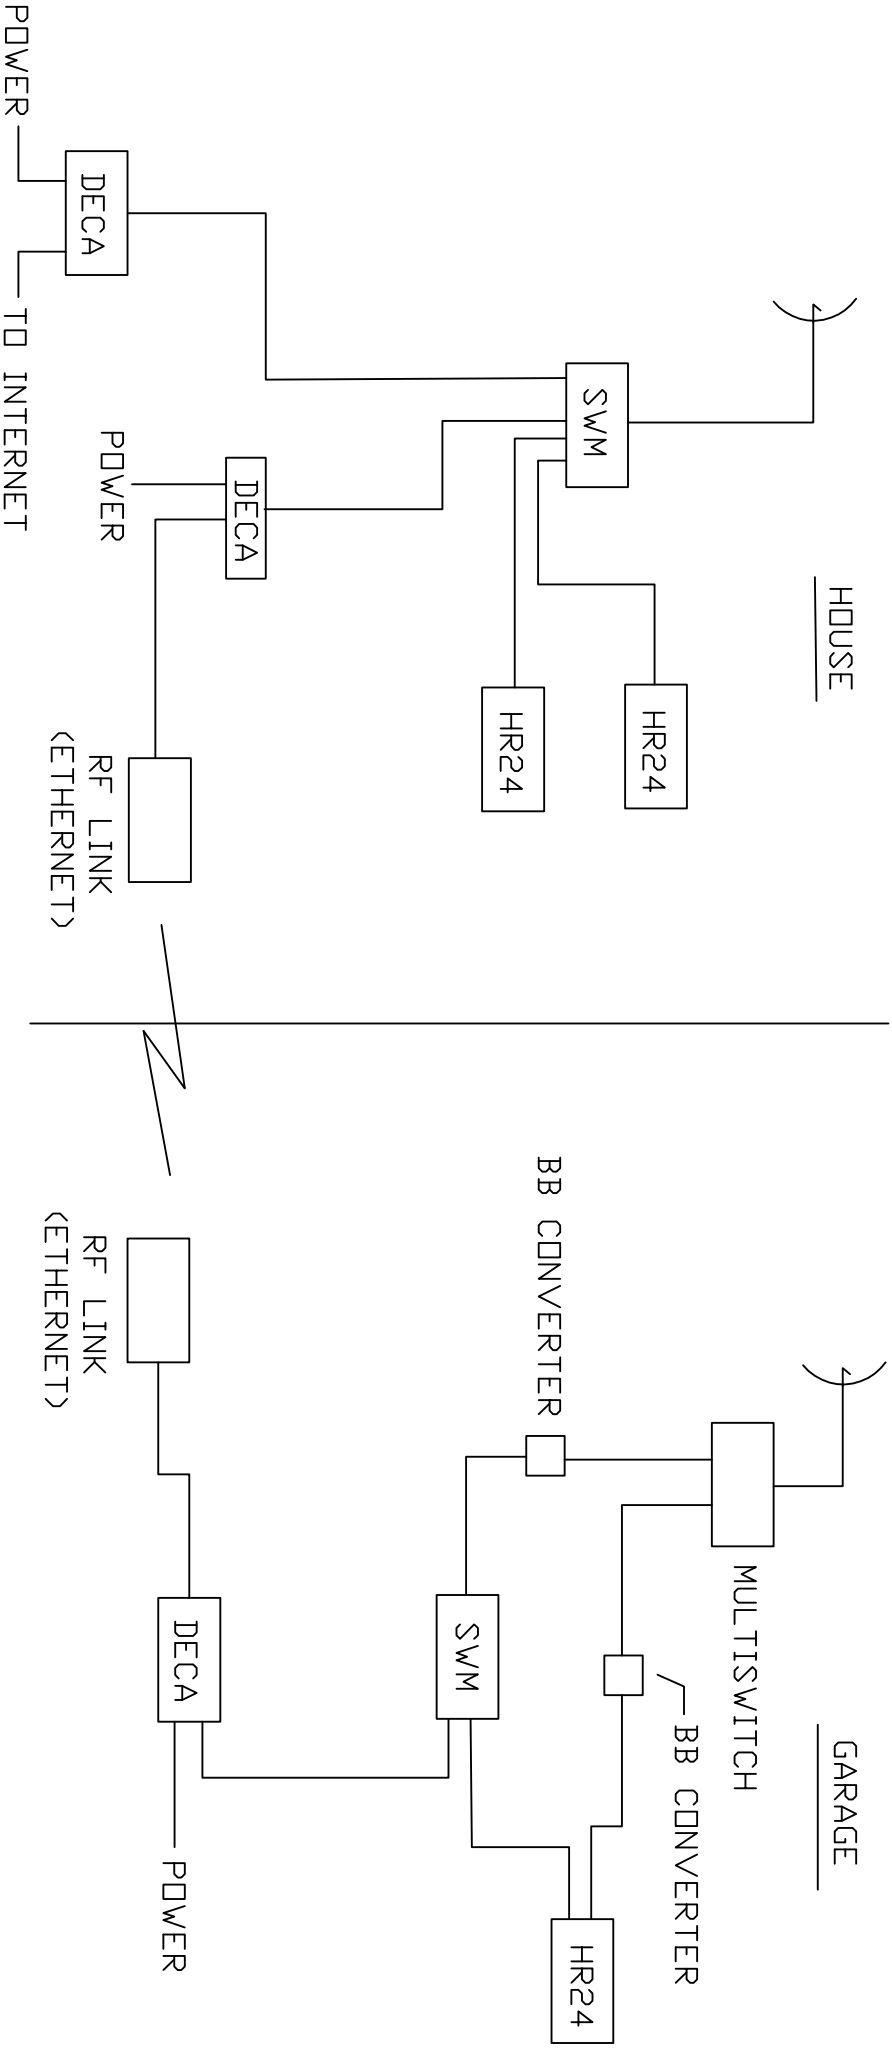 HOUSE
SWM
HR24
HR24
DECA
POWER
TO INTERNET
DECA
POWER
RF LINK
(ETHERNET)
GARAGE
MULTISWITCH
BB CONVERTER
BB CONVERTER
SWM
HR24
DECA
POWER
RF LINK
(ETHERNET)